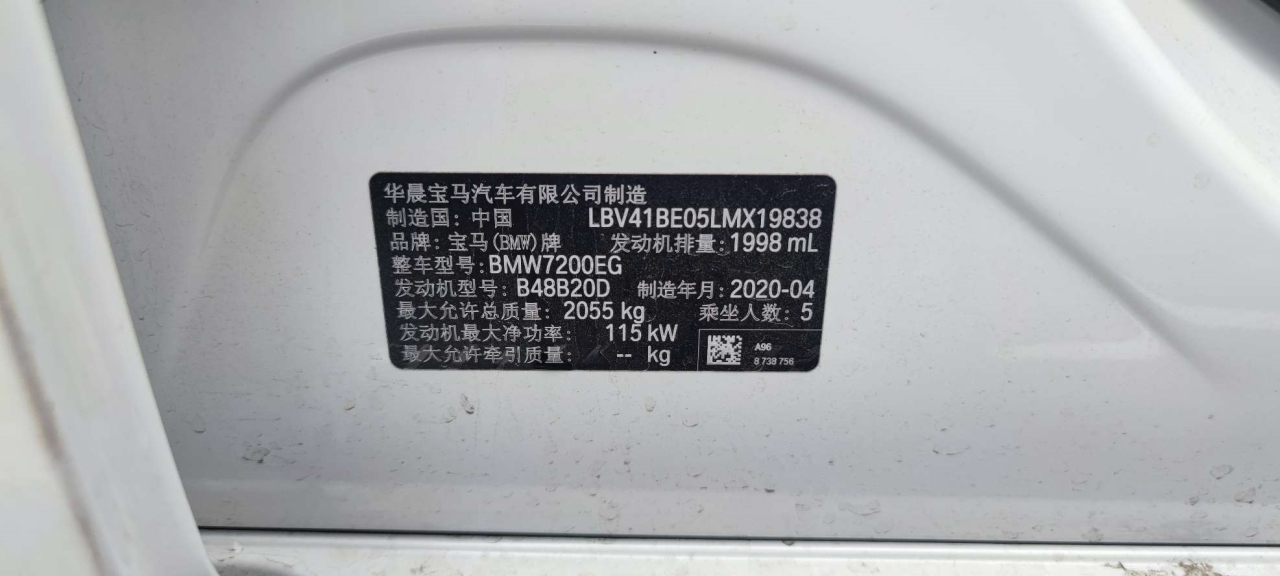 华晨宝马汽车有限公司制造
制造国: 中国 LBV41BE05LMX19838
品牌: 宝马(BMW)牌 发动机排量: 1998 mL
整车型号: BMW7200EG
发动机型号: B48B20D 制造年月: 2020-04
最大允许总质量: 2055 kg 乘坐人数: 5
发动机最大净功率: 115 kW
最大允许牵引质量: -- kg
A96
8 738 756